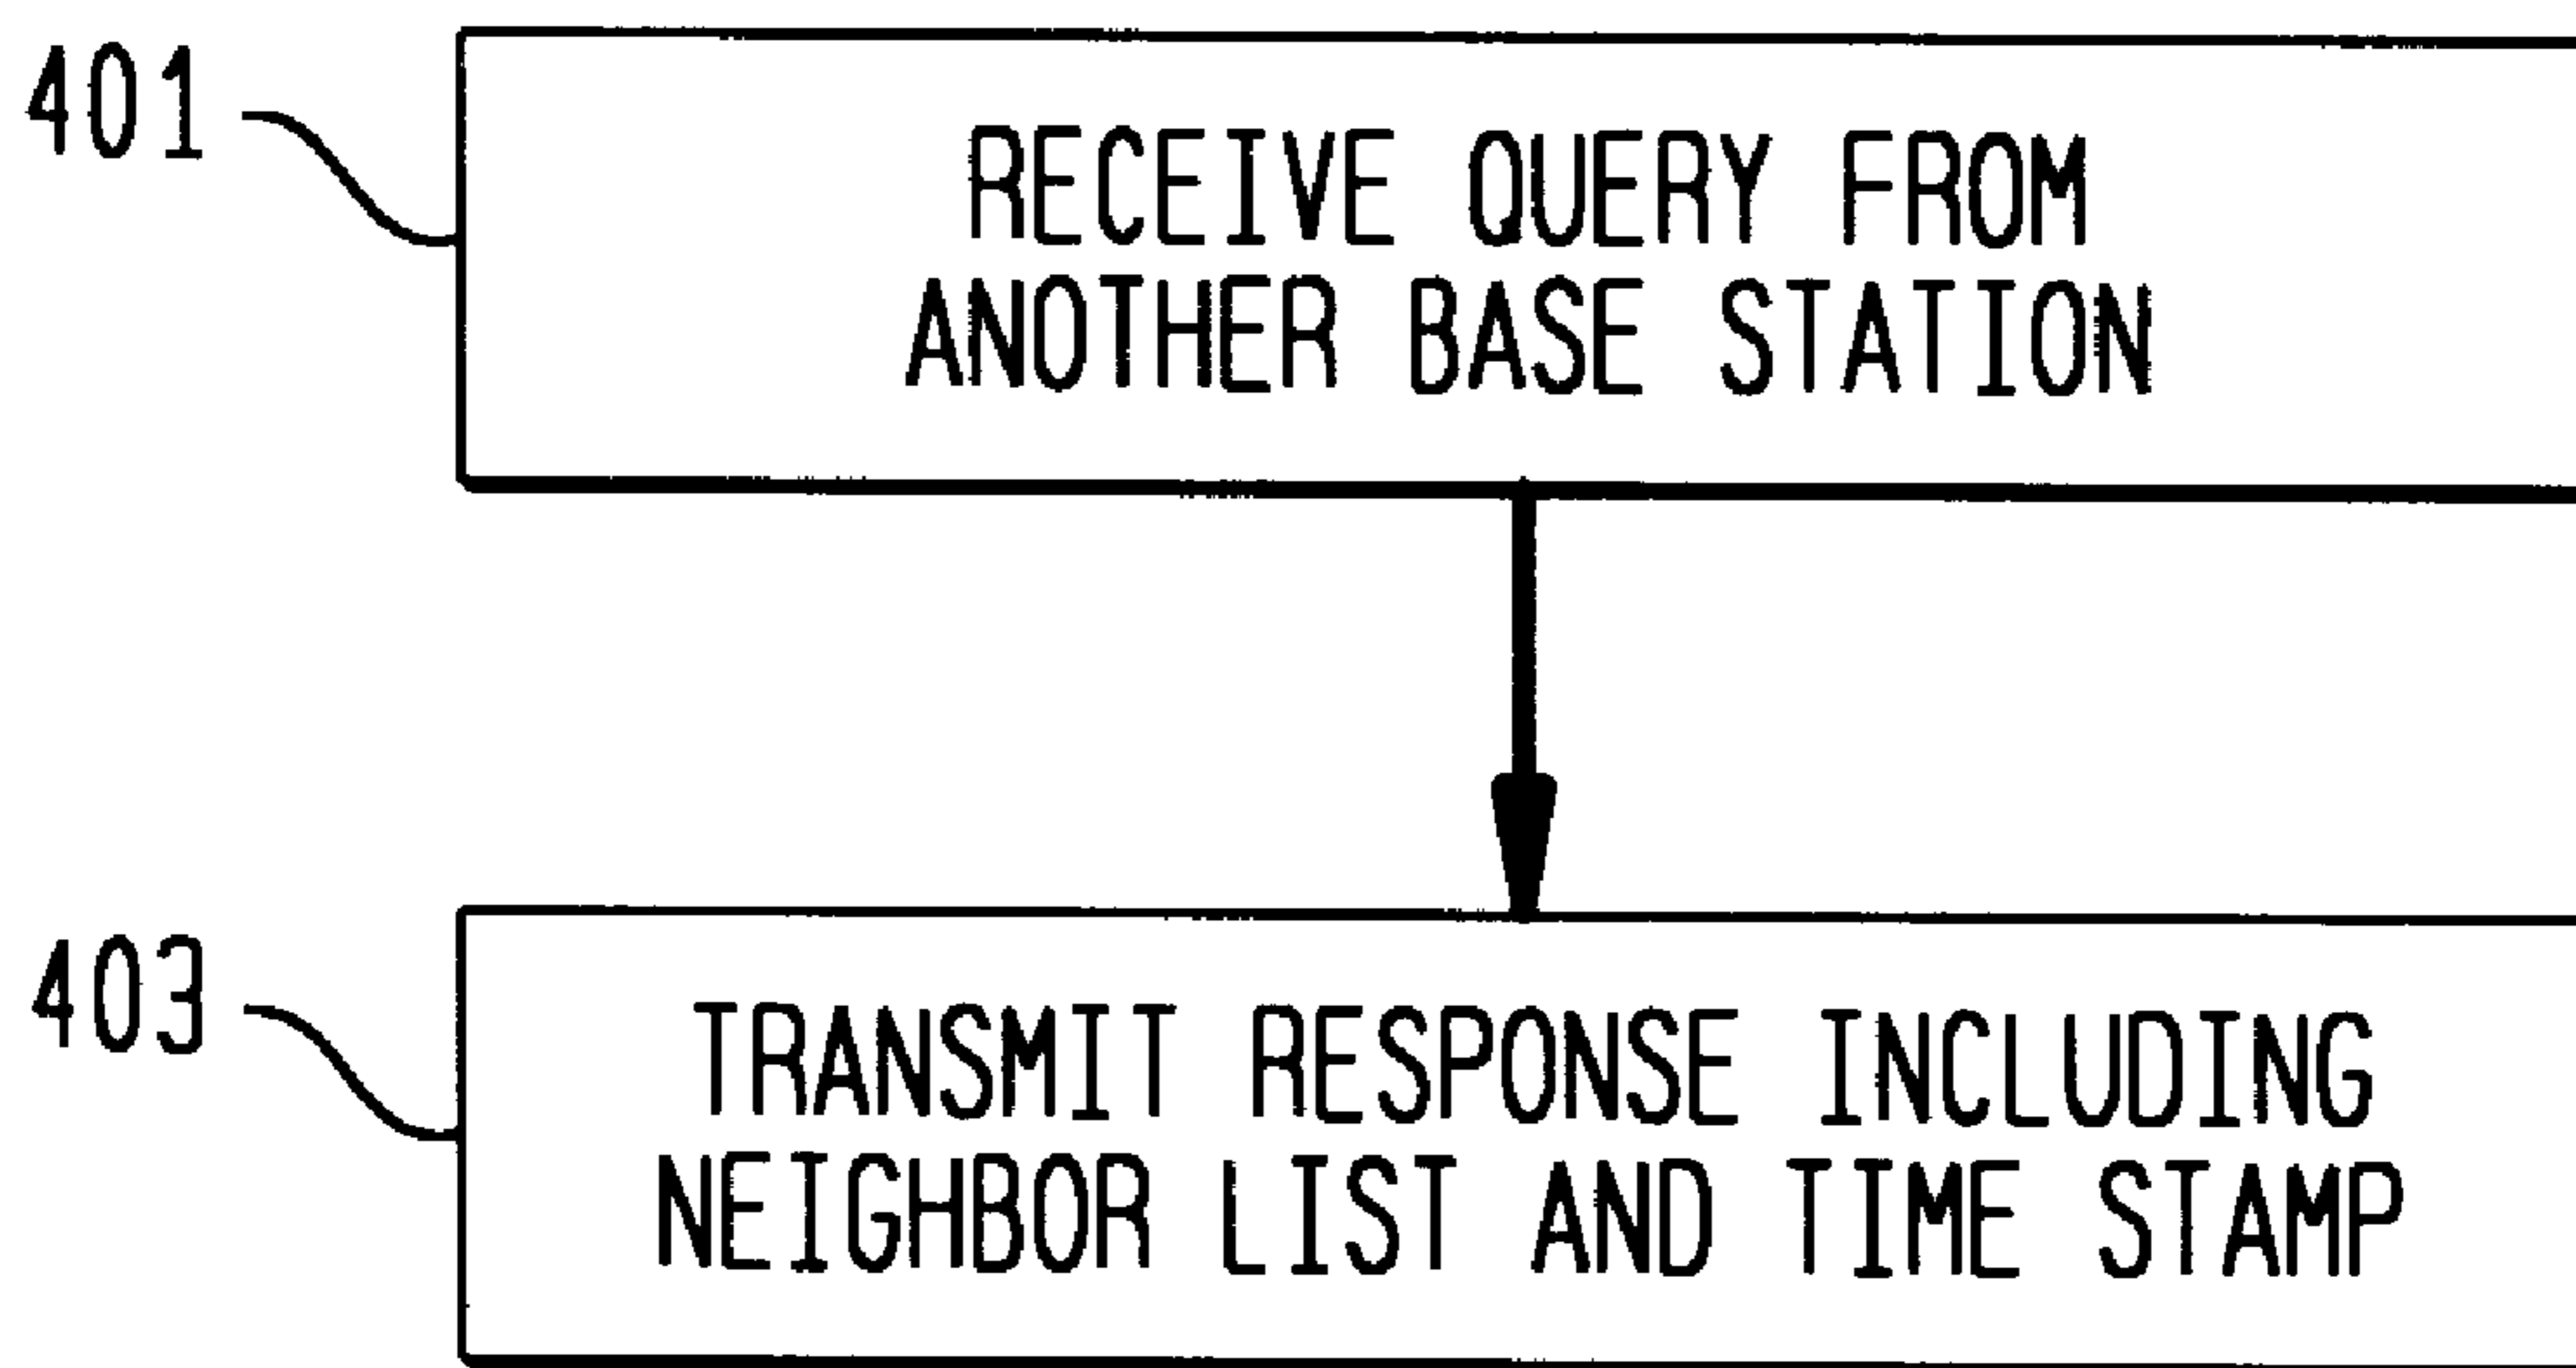 401
RECEIVE QUERY FROM
ANOTHER BASE STATION
403
TRANSMIT RESPONSE INCLUDING
NEIGHBOR LIST AND TIME STAMP